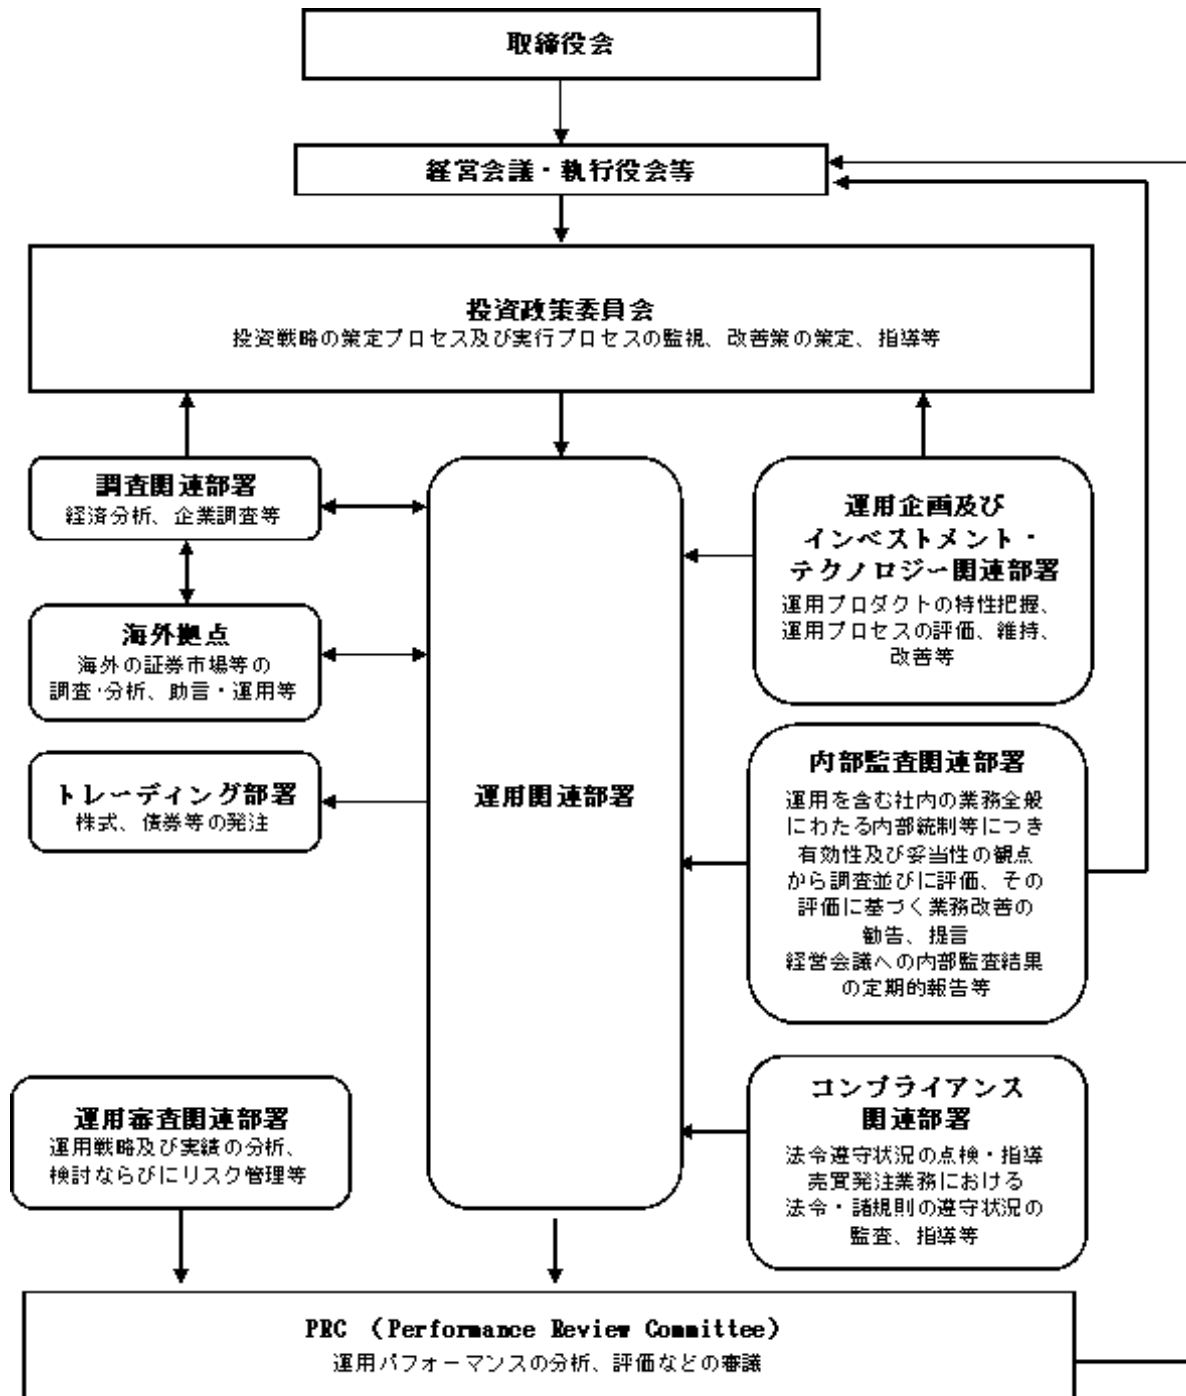 取締役会
経営会議・執行役会等
投資政策委員会
投資戦略の策定プロセス及び実行プロセスの監視、改善策の策定、指導等
調査関連部署
経済分析、企業調査等
海外拠点
海外の証券市場等の
調査・分析、助言・運用等
トレーディング部署
株式、債券等の発注
運用審査関連部署
運用戦略及び実績の分析、
検討ならびにリスク管理等
運用関連部署
運用企画及び
インベストメント・
テクノロジー関連部署
運用プロダクトの特性把握、
運用プロセスの評価、維持、
改善等
内部監査関連部署
運用を含む社内の業務全般
にわたる内部統制等につき
有効性及び妥当性の観点
から調査並びに評価、その
評価に基づく業務改善の
勧告、提言
経営会議への内部監査結果
の定期的報告等
コンプライアンス
関連部署
法令遵守状況の点検・指導
売買発注業務における
法令・諸規則の遵守状況の
監査、指導等
PRC （Performance Review Committee）
運用パフォーマンスの分析、評価などの審議